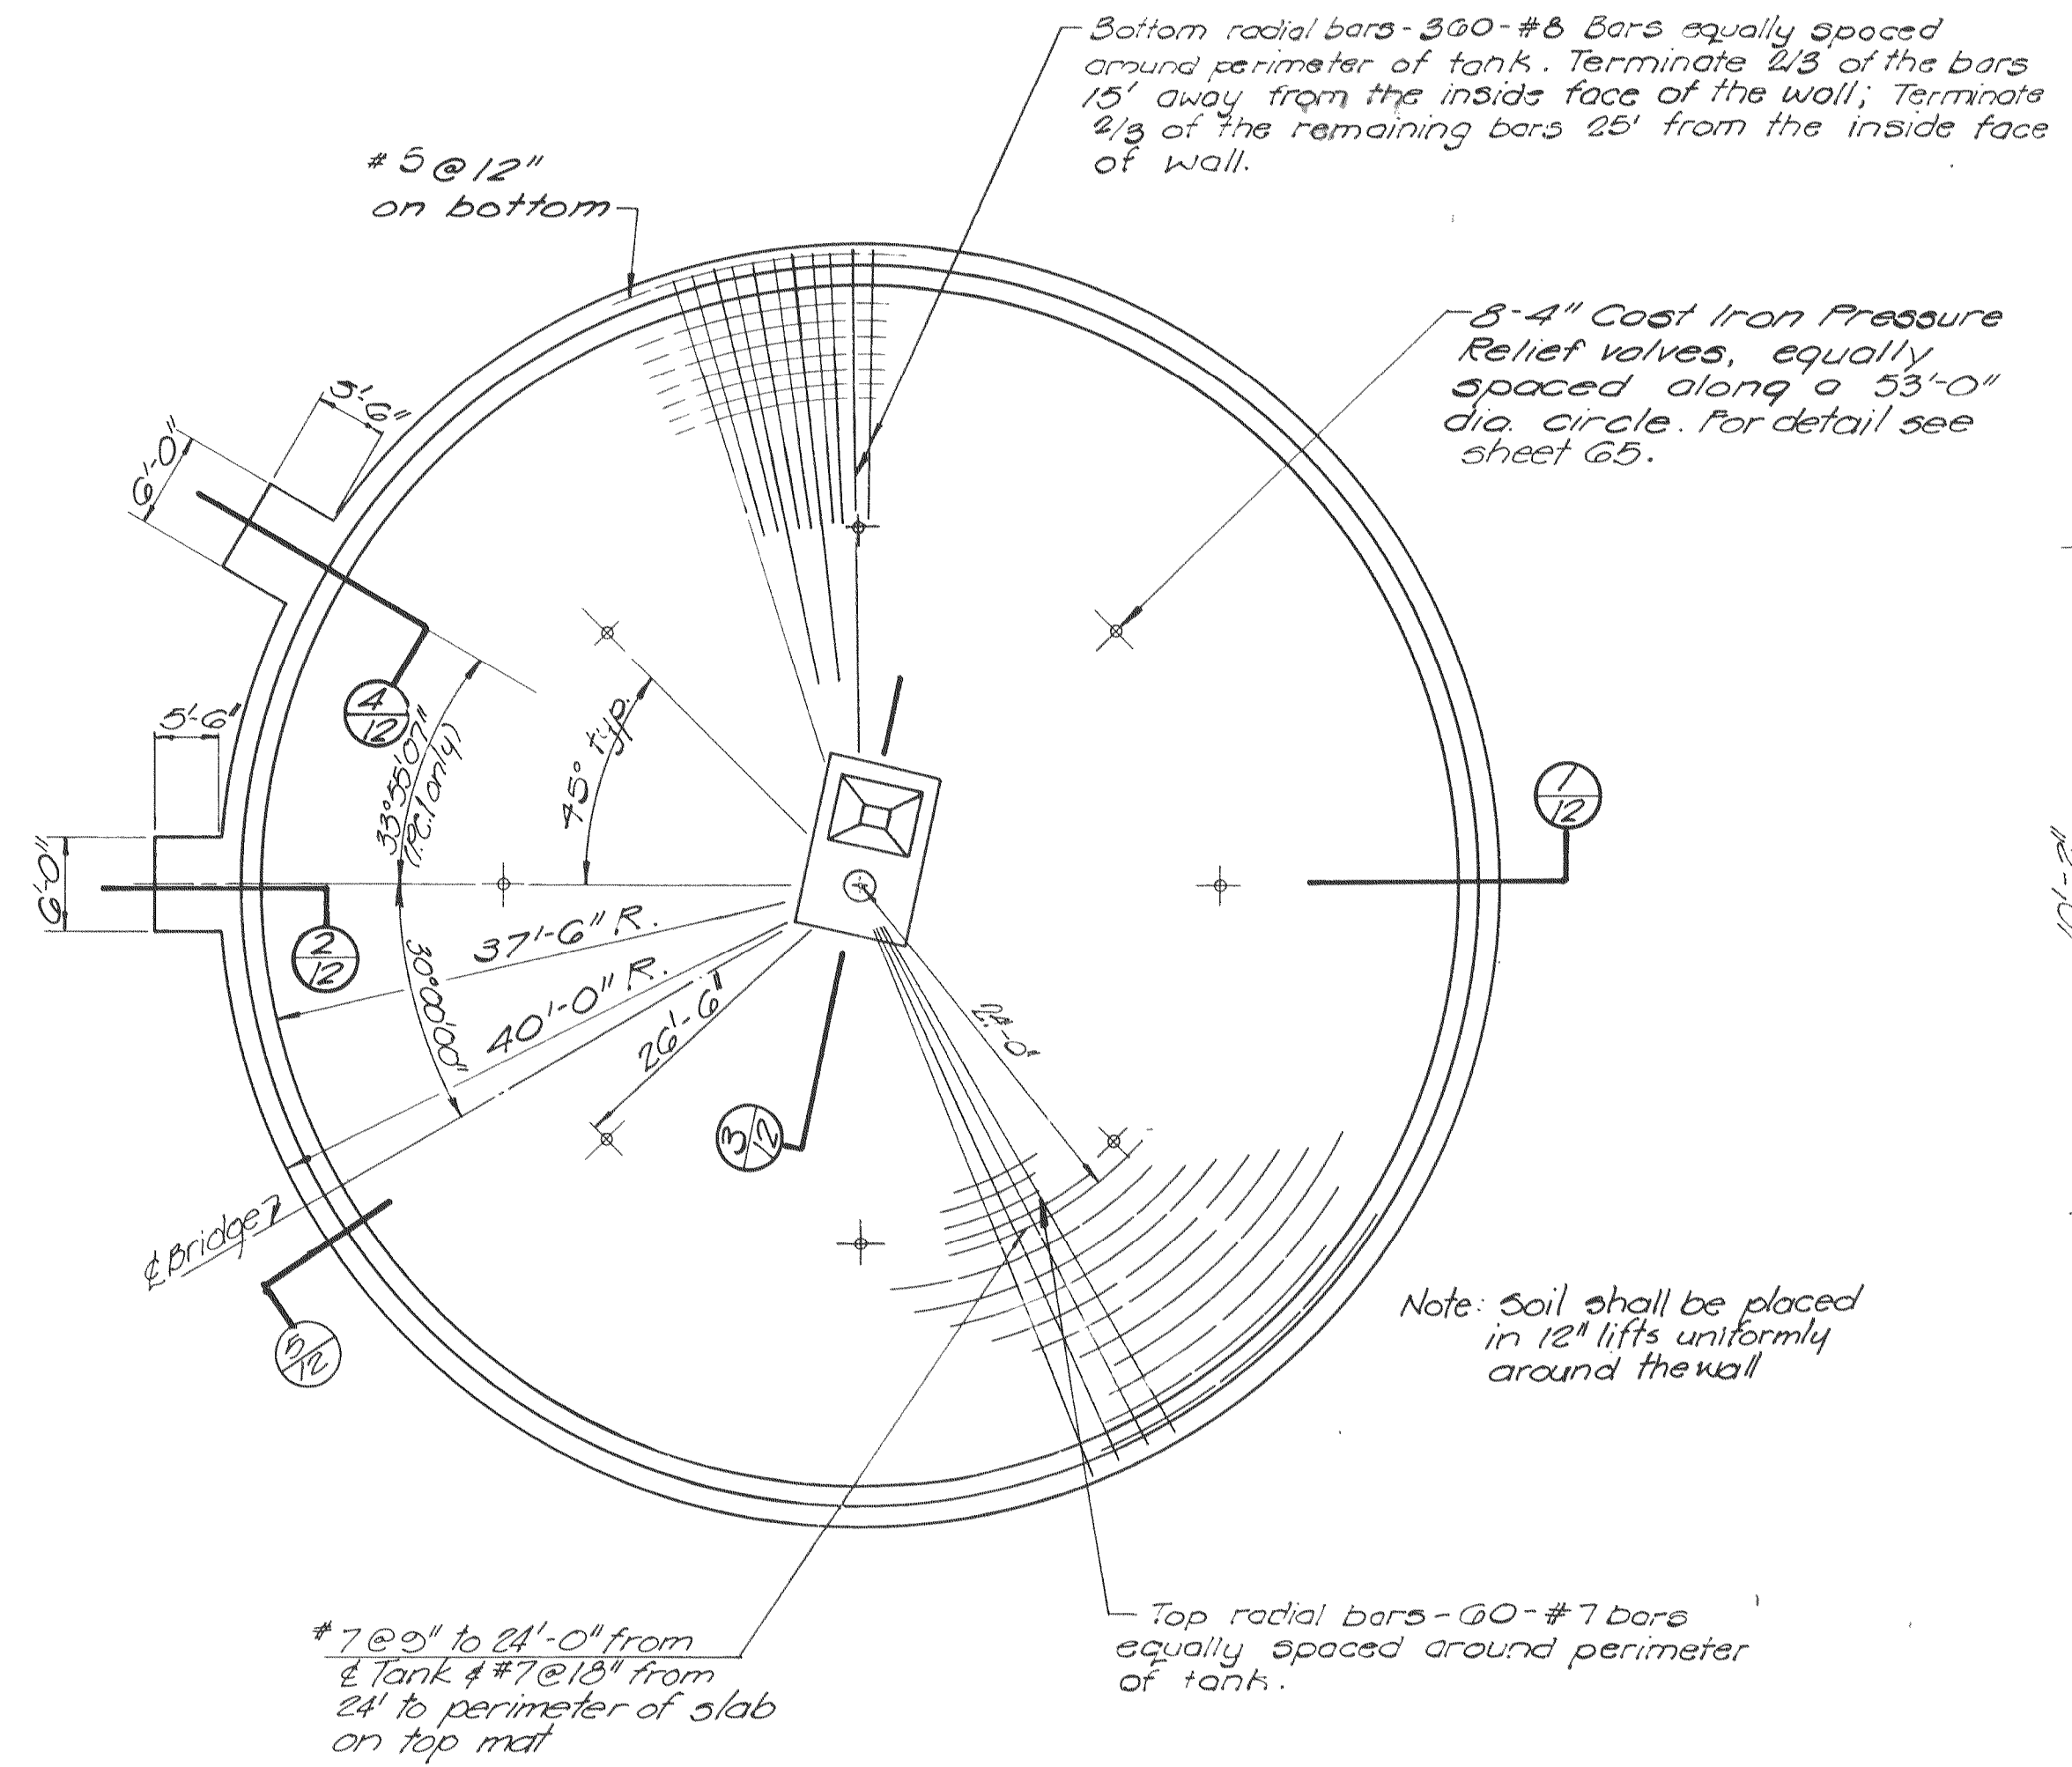 Bottom radial bars - 360 - #8 Bars equally spaced
around perimeter of tank. Terminate 2/3 of the bars
15' away from the inside face of the wall; Terminate
2/3 of the remaining bars 25' from the inside face
of wall.
# 5 @ 12"
on bottom
8-4" Cast Iron Pressure
Relief valves, equally
spaced along a 53'-0"
dia. circle. For detail see
sheet 65.
5'-6"
6'-0"
4
12
5'-6"
33°55'07"
(P.C.1 only)
45° typ.
1
12
6'-0"
2
12
37'-6" R.
30°00'00"
40'-0" R.
26'-6"
24'-0"
3
12
10'-2"
℄ Bridge
5
12
Note: Soil shall be placed
in 12" lifts uniformly
around the wall
# 7 @ 9" to 24'-0" from
℄ Tank & #7 @ 18" from
24' to perimeter of slab
on top mat
Top radial bars - 60 - #7 bars
equally spaced around perimeter
of tank.